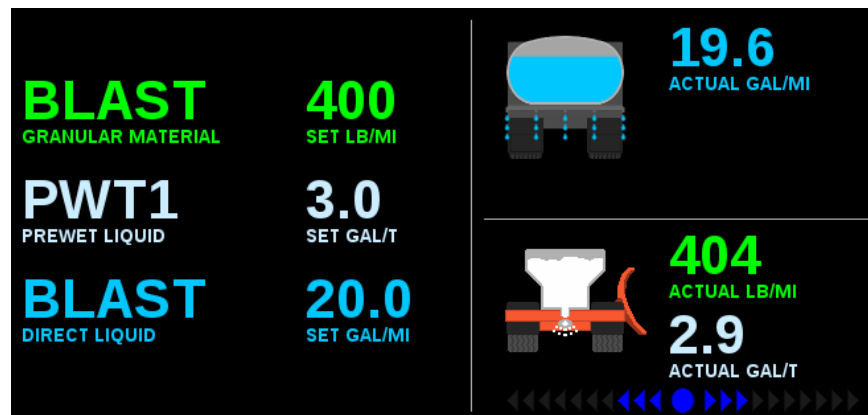 BLAST 400
GRANULAR MATERIAL SET LB/MI
PWT1 3.0
PREWET LIQUID SET GAL/T
BLAST 20.0
DIRECT LIQUID SET GAL/MI
19.6
ACTUAL GAL/MI
404
ACTUAL LB/MI
2.9
ACTUAL GAL/T